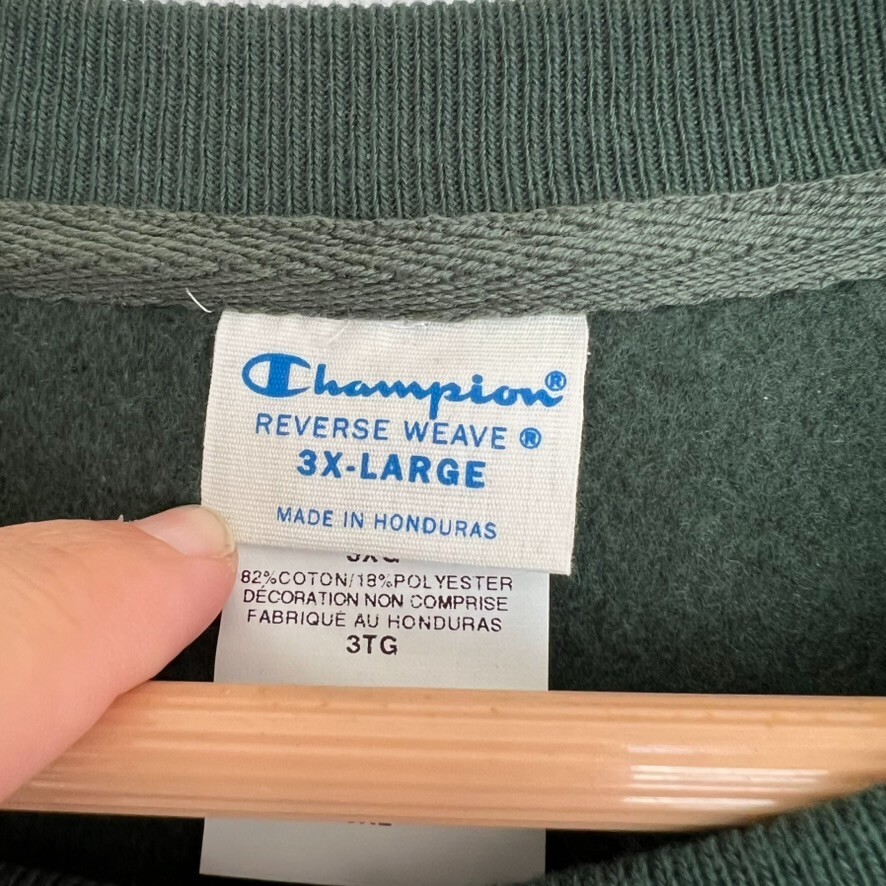 Champion®
REVERSE WEAVE ®
3X-LARGE
MADE IN HONDURAS
82%COTON/18%POLYESTER
DÉCORATION NON COMPRISE
FABRIQUÉ AU HONDURAS
3TG